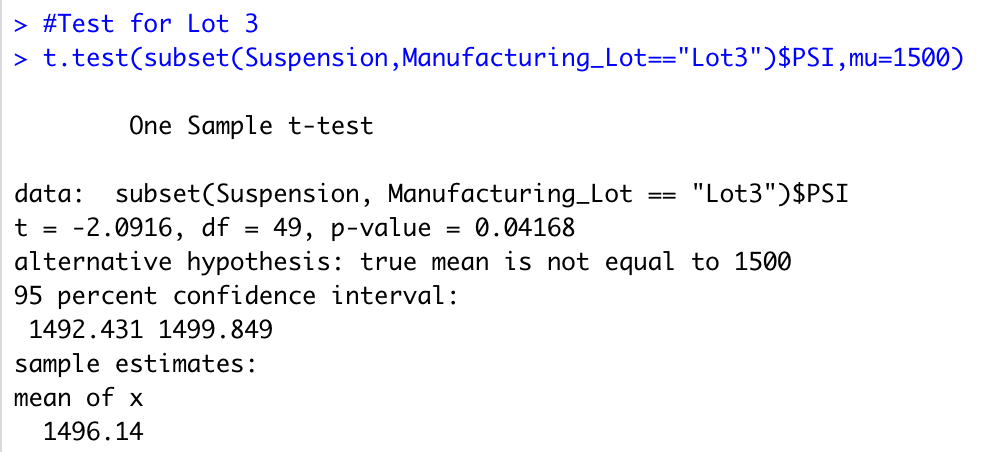 > #Test for Lot 3
> t.test(subset(Suspension,Manufacturing_Lot=="Lot3")$PSI,mu=1500)
One Sample t-test
data:  subset(Suspension, Manufacturing_Lot == "Lot3")$PSI
t = -2.0916, df = 49, p-value = 0.04168
alternative hypothesis: true mean is not equal to 1500
95 percent confidence interval:
1492.431 1499.849
sample estimates:
mean of x
1496.14